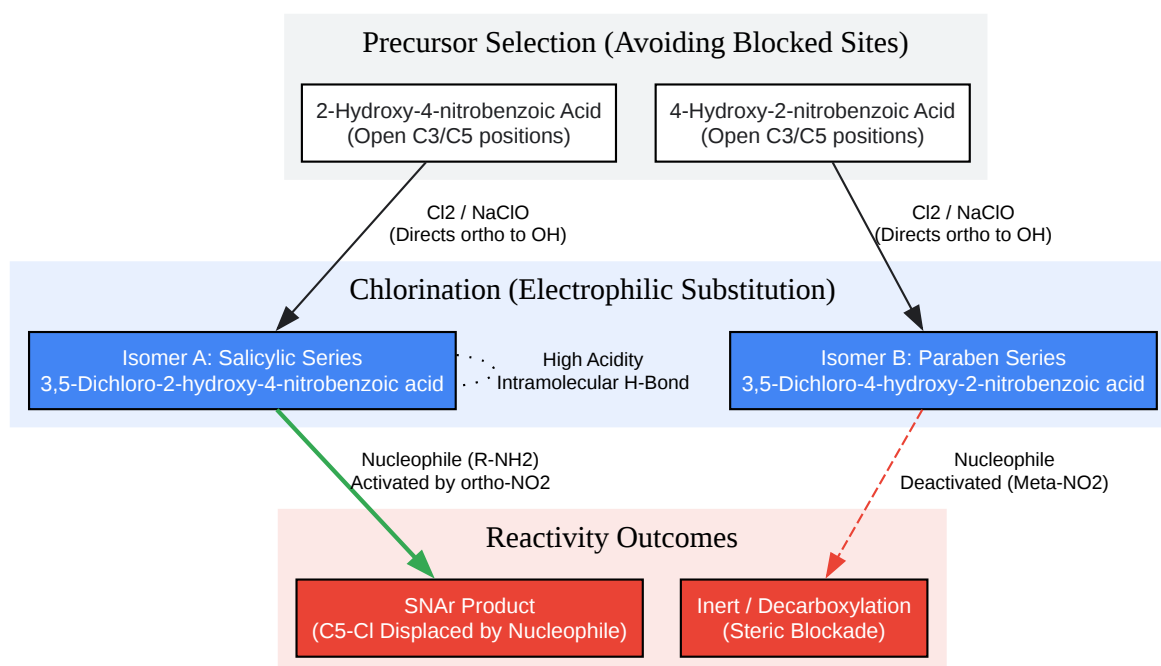 Precursor Selection (Avoiding Blocked Sites)
2-Hydroxy-4-nitrobenzoic Acid
(Open C3/C5 positions)
4-Hydroxy-2-nitrobenzoic Acid
(Open C3/C5 positions)
Cl2 / NaClO
(Directs ortho to OH)
Cl2 / NaClO
(Directs ortho to OH)
Chlorination (Electrophilic Substitution)
Isomer A: Salicylic Series
3,5-Dichloro-2-hydroxy-4-nitrobenzoic acid
High Acidity
Intramolecular H-Bond
Isomer B: Paraben Series
3,5-Dichloro-4-hydroxy-2-nitrobenzoic acid
Nucleophile (R-NH2)
Activated by ortho-NO2
Nucleophile
Deactivated (Meta-NO2)
Reactivity Outcomes
SNAr Product
(C5-Cl Displaced by Nucleophile)
Inert / Decarboxylation
(Steric Blockade)